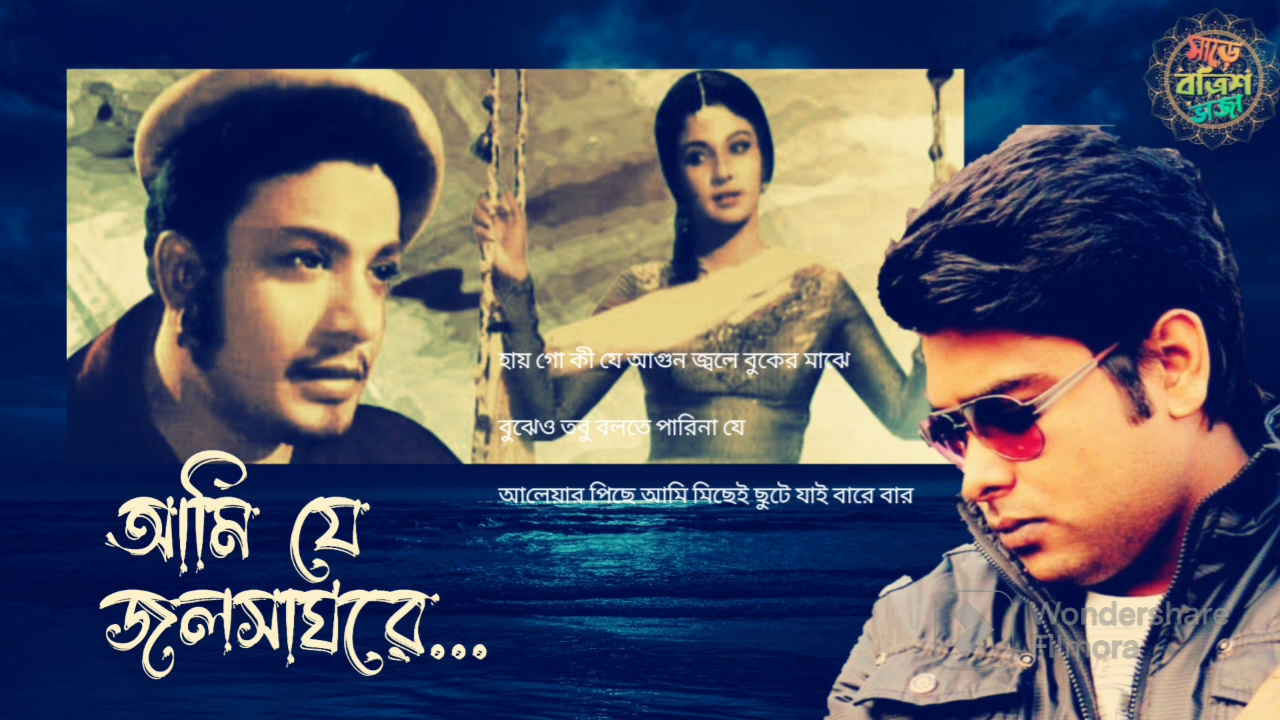 সাড়ে
বত্রিশ
ভাজা
হায় গো কী যে আগুন জ্বলে বুকের মাঝে
বুঝেও তবু বলতে পারিনা যে
আলেয়ার পিছে আমি মিছেই ছুটে যাই বারে বার
আমি যে
জলসাঘরে...
Wondershare
Filmora